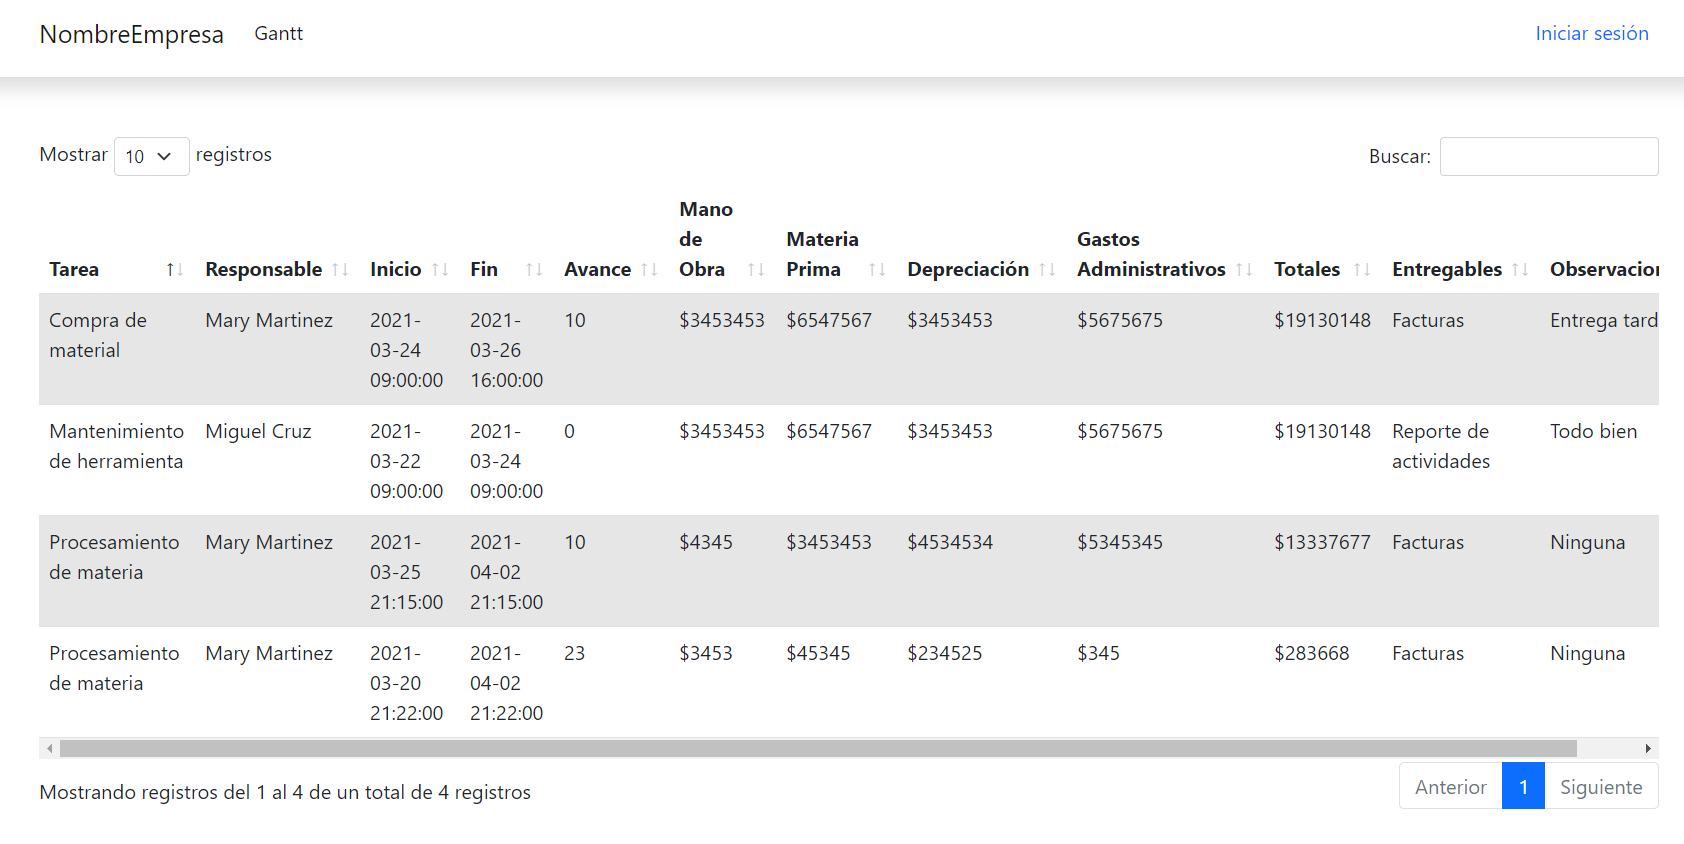 NombreEmpresa Gantt Iniciar sesión
Mostrar 10 registros Buscar:
Tarea Responsable Inicio Fin Avance Mano de Obra Materia Prima Depreciación Gastos Administrativos Totales Entregables Observacion
Compra de material Mary Martinez 2021-03-24 09:00:00 2021-03-26 16:00:00 10 $3453453 $6547567 $3453453 $5675675 $19130148 Facturas Entrega tard
Mantenimiento de herramienta Miguel Cruz 2021-03-22 09:00:00 2021-03-24 09:00:00 0 $3453453 $6547567 $3453453 $5675675 $19130148 Reporte de actividades Todo bien
Procesamiento de materia Mary Martinez 2021-03-25 21:15:00 2021-04-02 21:15:00 10 $4345 $3453453 $4534534 $5345345 $13337677 Facturas Ninguna
Procesamiento de materia Mary Martinez 2021-03-20 21:22:00 2021-04-02 21:22:00 23 $3453 $45345 $234525 $345 $283668 Facturas Ninguna
Mostrando registros del 1 al 4 de un total de 4 registros
Anterior 1 Siguiente